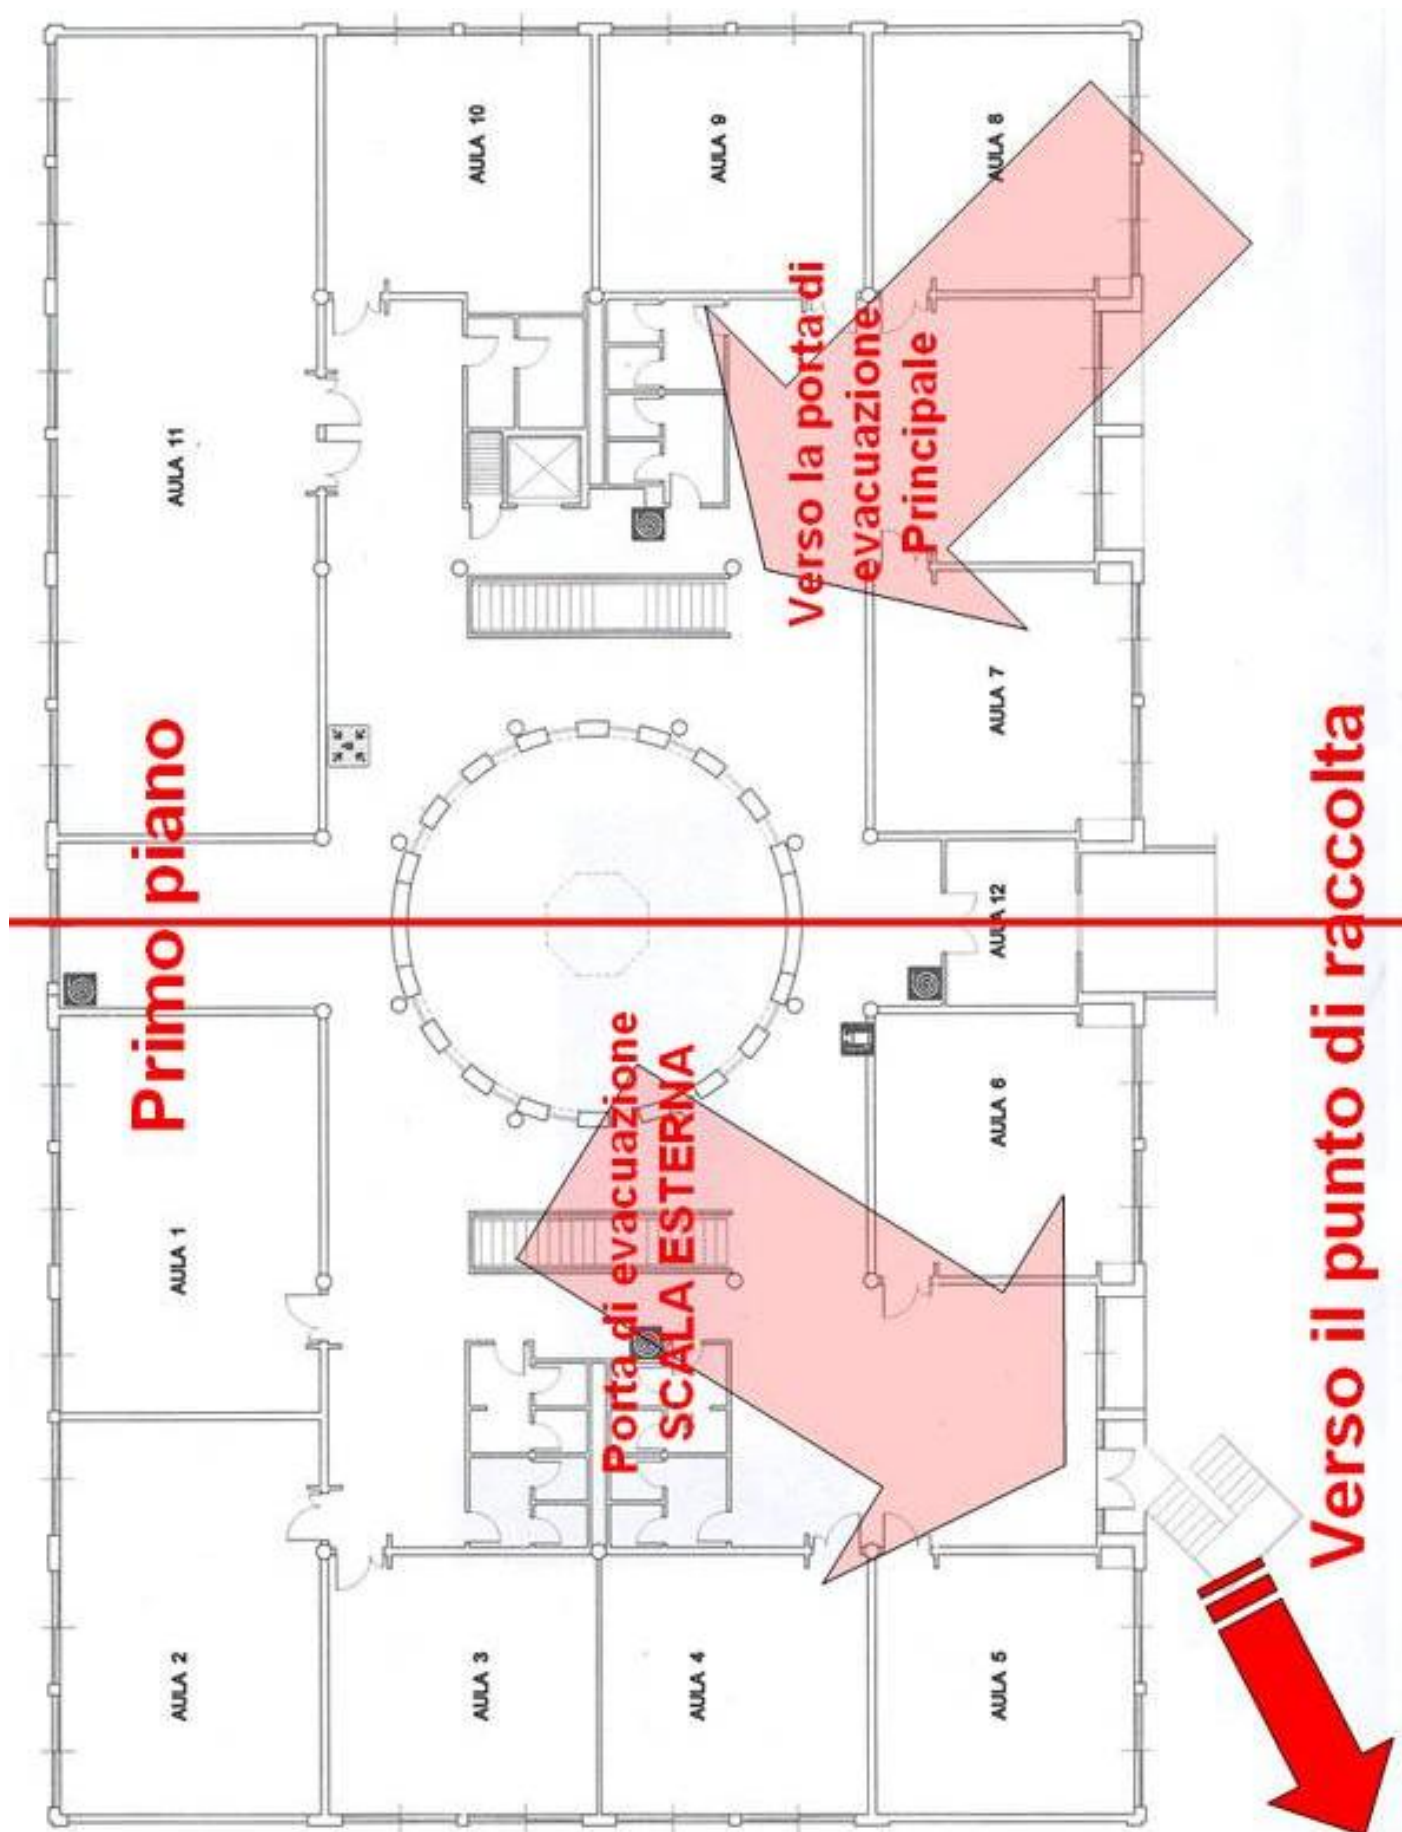 Primo piano
AULA 2
AULA 1
AULA 11
AULA 3
AULA 10
Porta di evacuazione
SCALA ESTERNA
AULA 4
AULA 9
Verso la porta di
evacuazione
Principale
AULA 5
AULA 6
AULA 12
AULA 7
AULA 8
Verso il punto di raccolta